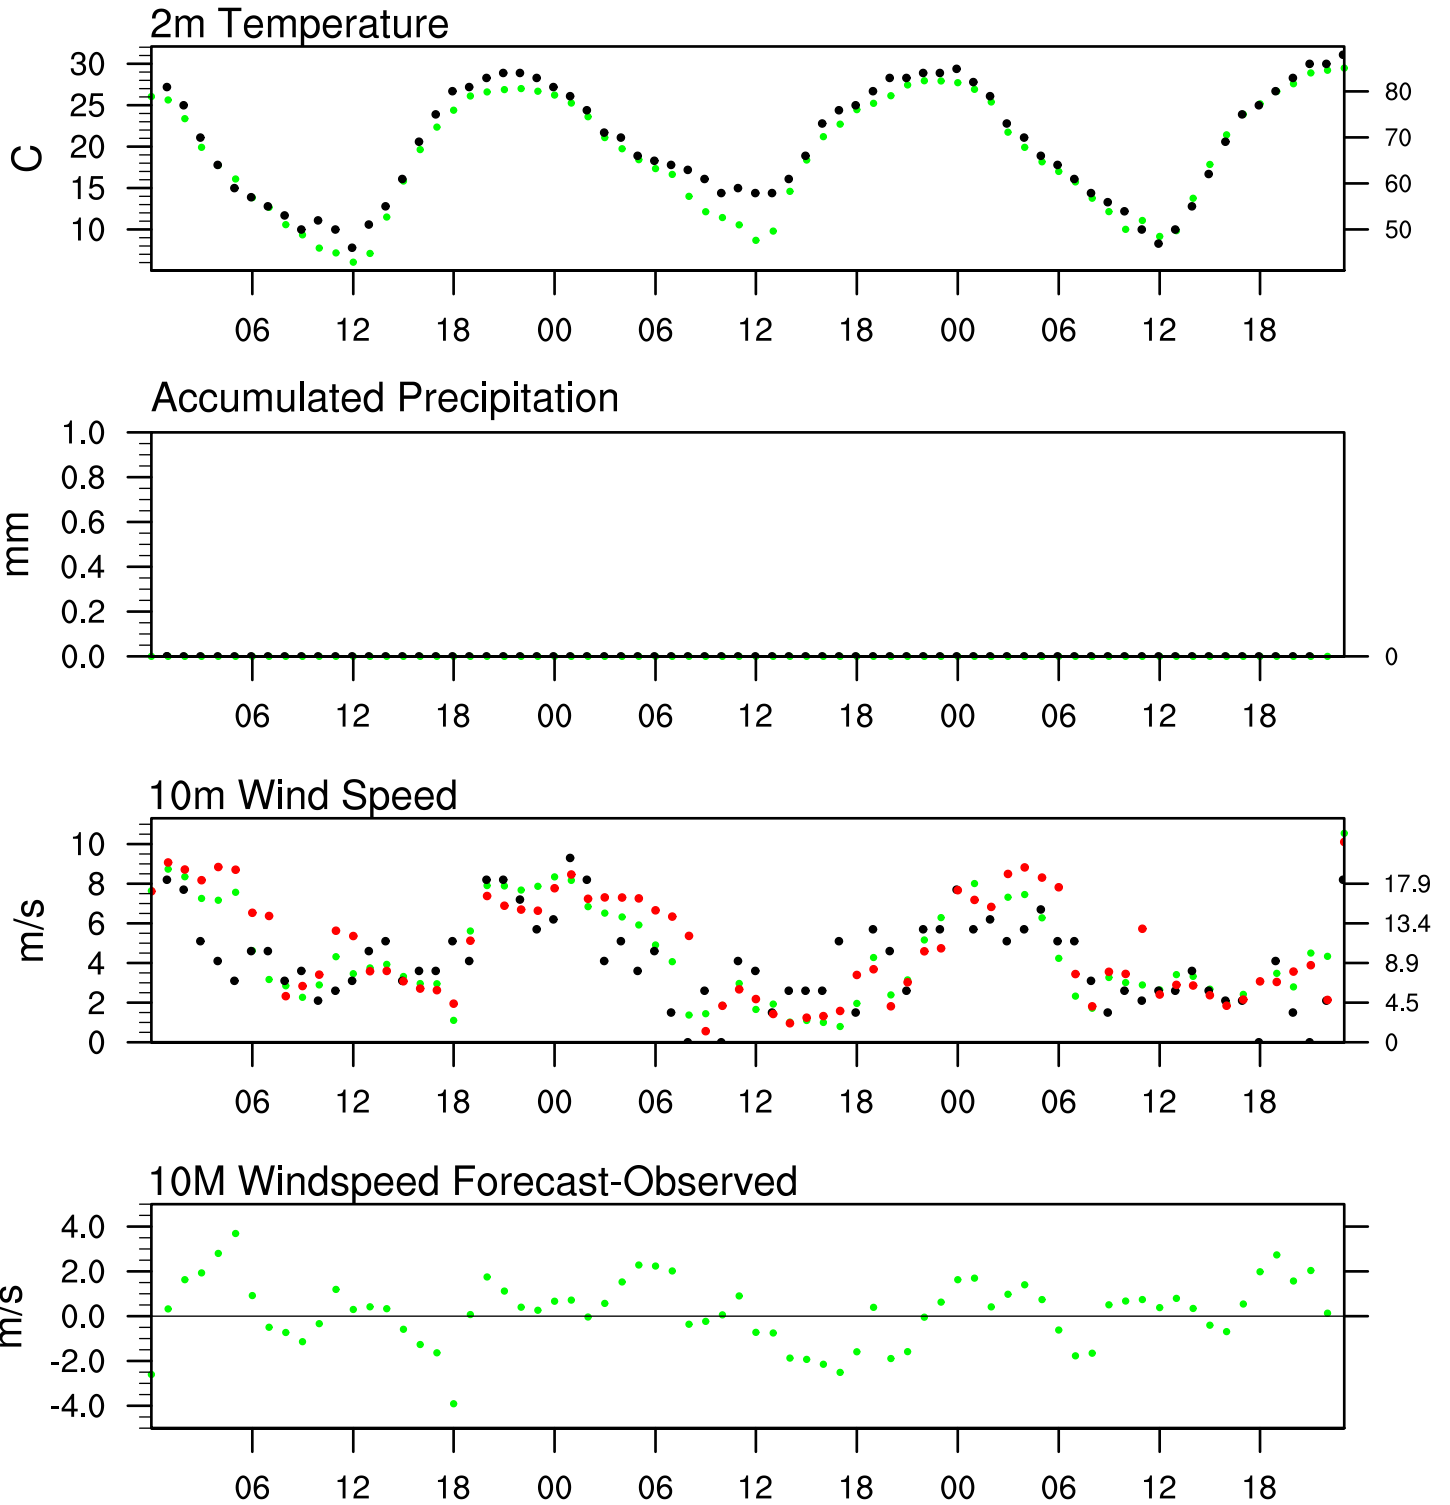 2m Temperature
30
25
20
15
10
C
80
70
60
50
06 12 18 00 06 12 18 00 06 12 18
Accumulated Precipitation
1.0
0.8
0.6
0.4
0.2
0.0
mm
0
06 12 18 00 06 12 18 00 06 12 18
10m Wind Speed
10
8
6
4
2
0
m/s
17.9
13.4
8.9
4.5
0
06 12 18 00 06 12 18 00 06 12 18
10M Windspeed Forecast-Observed
4.0
2.0
0.0
-2.0
-4.0
m/s
06 12 18 00 06 12 18 00 06 12 18